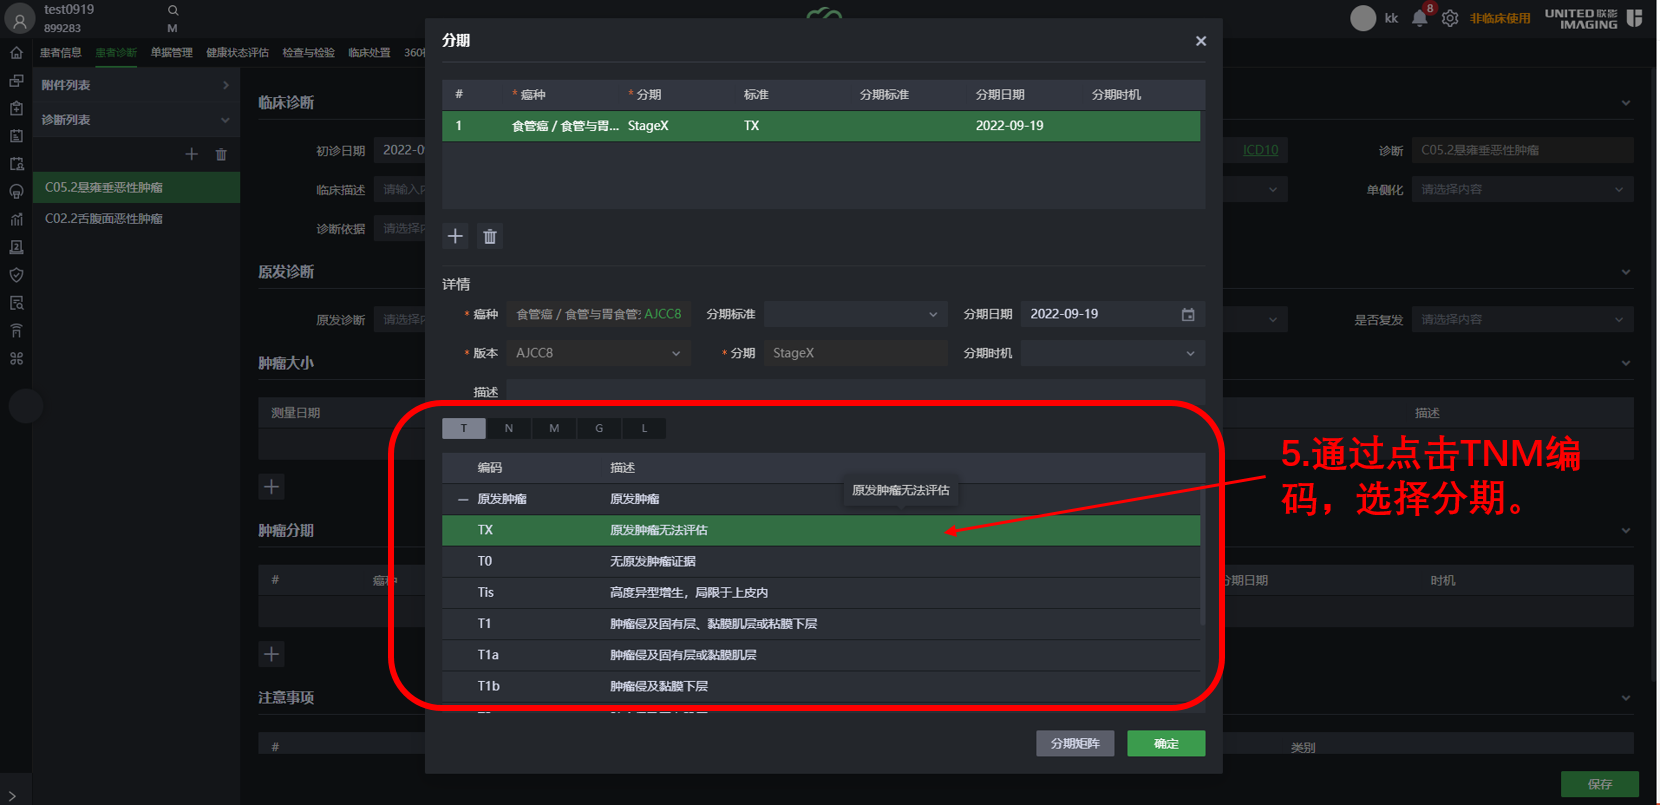 test0919
899283
M
kk
8
非临床使用
UNITED 联影
IMAGING
患者信息 患者诊断 单据管理 健康状态评估 检查与检验 临床处置 360
附件列表
诊断列表
C05.2悬雍垂恶性肿瘤
C02.2舌腹面恶性肿瘤
临床诊断
初诊日期 2022-0
ICD10
诊断 C05.2悬雍垂恶性肿瘤
临床描述 请输入内
单侧化 请选择内容
诊断依据 请选择内
原发诊断
原发诊断 请选择内
是否复发 请选择内容
肿瘤大小
测量日期
描述
肿瘤分期
# 癌种
分期日期 时机
注意事项
#
类别
保存
分期
# * 癌种 * 分期 标准 分期标准 分期日期 分期时机
1 食管癌 / 食管与胃... StageX TX 2022-09-19
详情
* 癌种 食管癌 / 食管与胃食管 AJCC8 分期标准 分期日期 2022-09-19
* 版本 AJCC8 * 分期 StageX 分期时机
描述
T N M G L
编码 描述
原发肿瘤 原发肿瘤
原发肿瘤无法评估
TX 原发肿瘤无法评估
T0 无原发肿瘤证据
Tis 高度异型增生，局限于上皮内
T1 肿瘤侵及固有层、黏膜肌层或粘膜下层
T1a 肿瘤侵及固有层或黏膜肌层
T1b 肿瘤侵及黏膜下层
分期矩阵 确定
5.通过点击TNM编
码，选择分期。